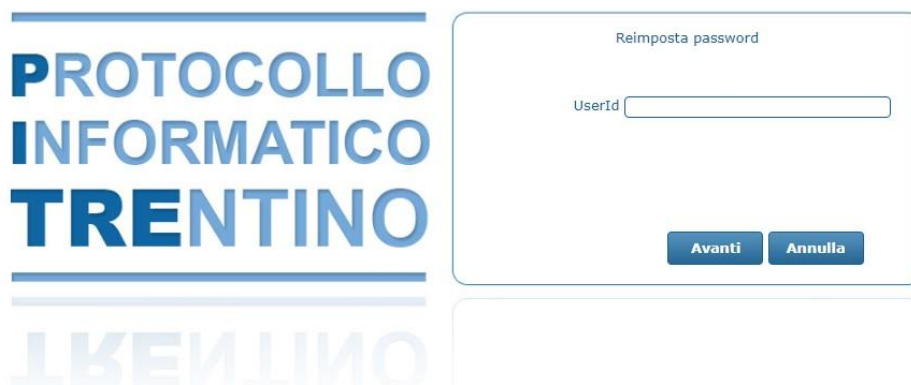 PROTOCOLLO
INFORMATICO
TRENTINO
Reimposta password
UserId
Avanti Annulla